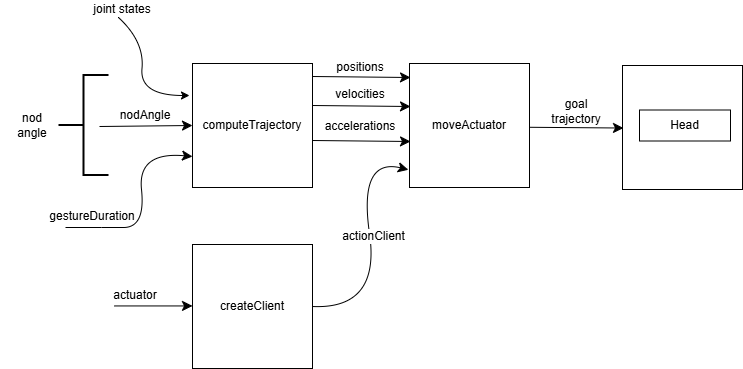 joint states
positions
velocities
accelerations
nod
angle
nodAngle
computeTrajectory
moveActuator
goal
trajectory
Head
gestureDuration
actionClient
actuator
createClient